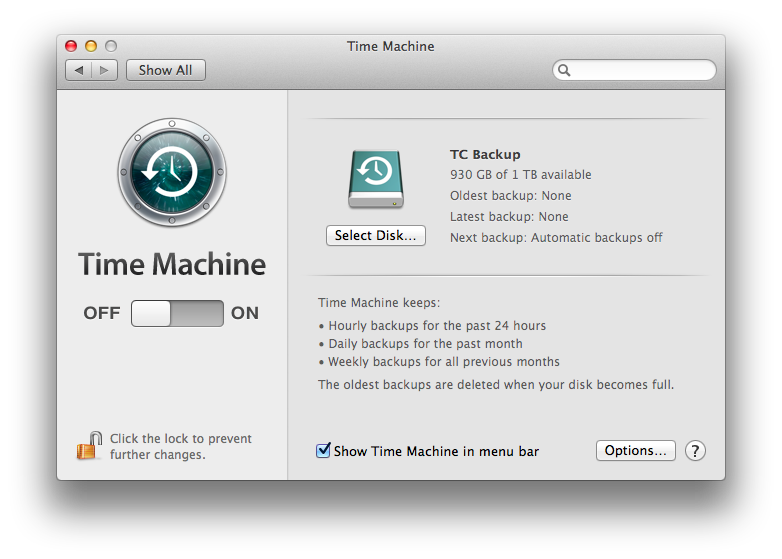 Time Machine
Show All
TC Backup
930 GB of 1 TB available
Oldest backup: None
Latest backup: None
Next backup: Automatic backups off
Select Disk...
Time Machine
OFF ON
Time Machine keeps:
• Hourly backups for the past 24 hours
• Daily backups for the past month
• Weekly backups for all previous months
The oldest backups are deleted when your disk becomes full.
Click the lock to prevent
further changes.
Show Time Machine in menu bar
Options...
?